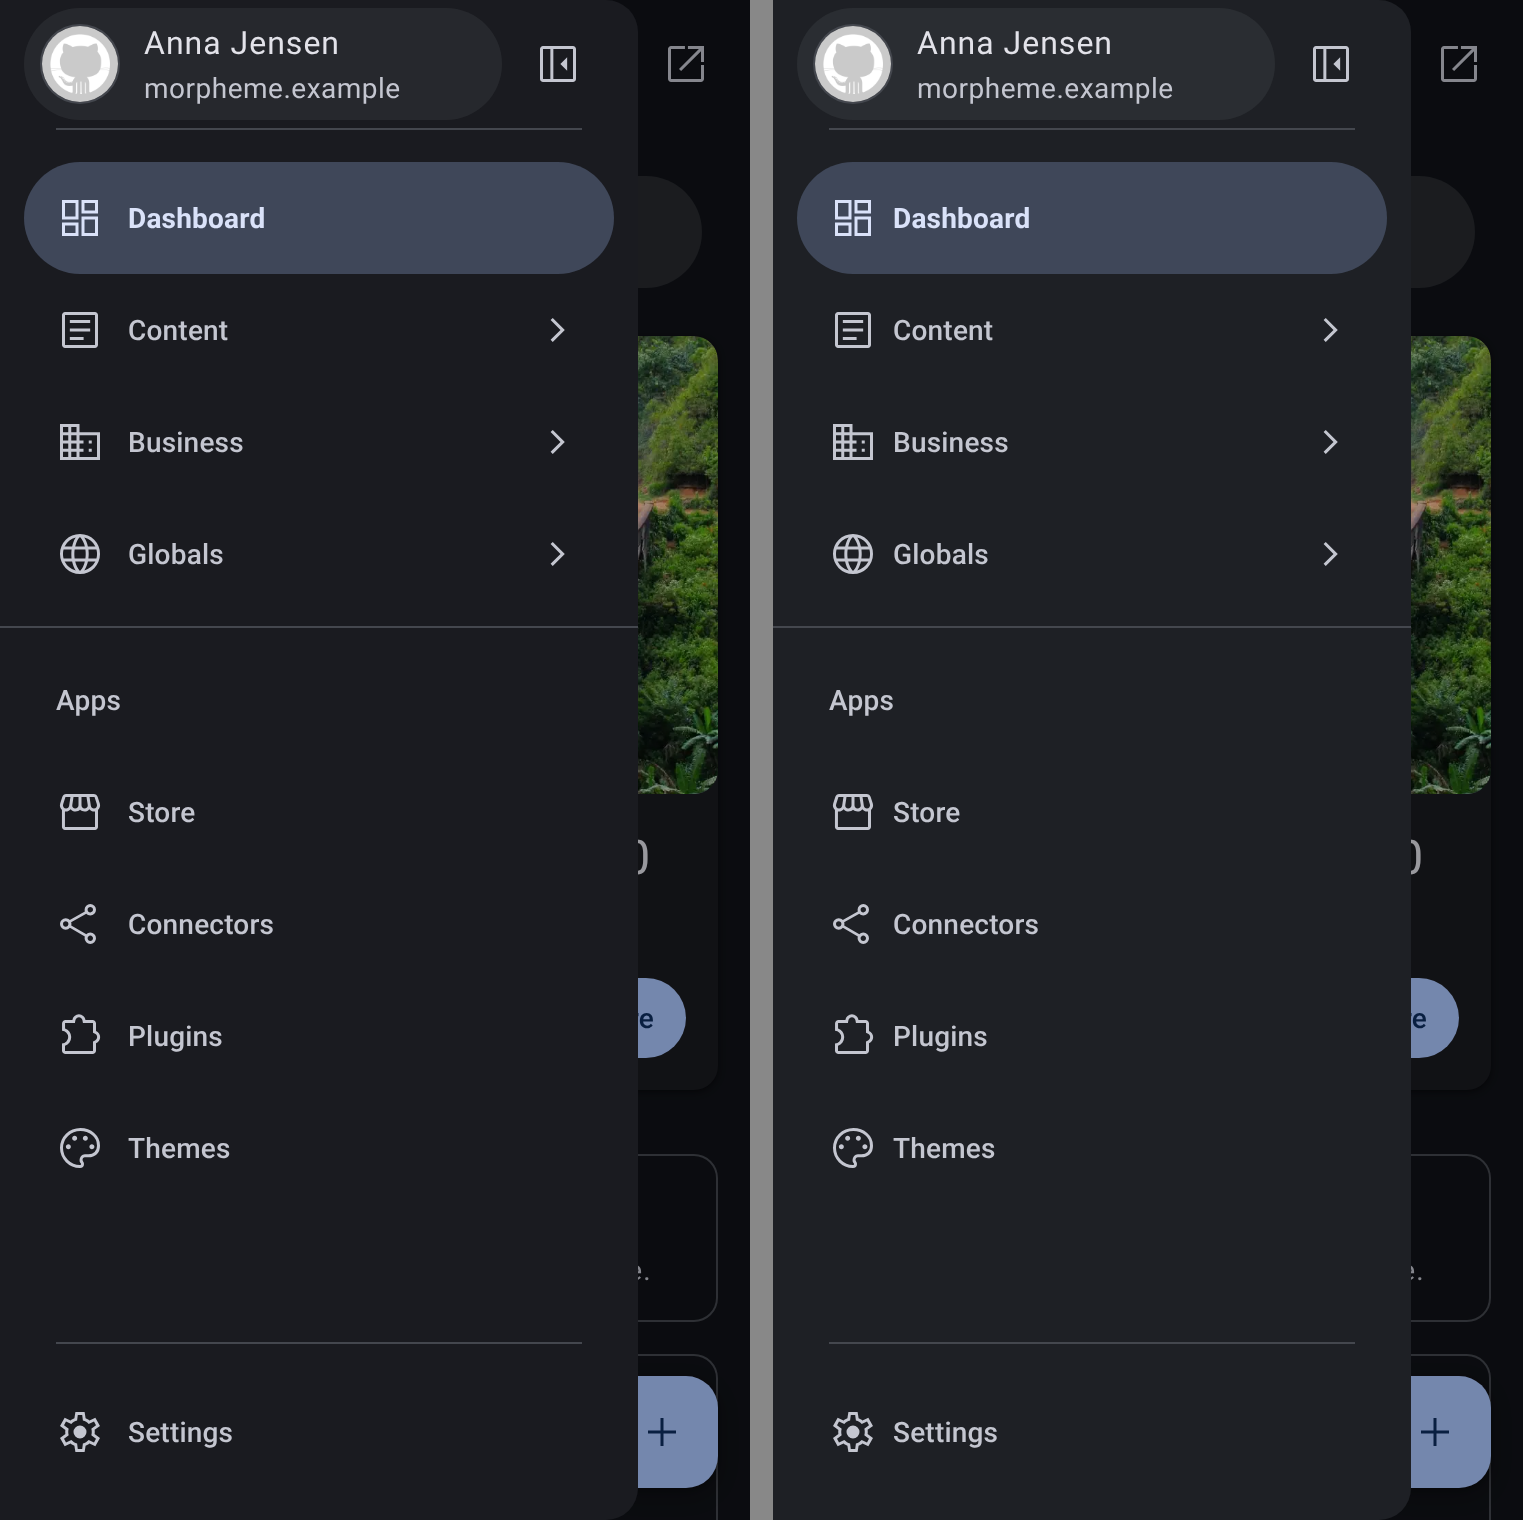 Anna Jensen
morpheme.example
Dashboard
Content
Business
Globals
Apps
Store
Connectors
Plugins
Themes
Settings
Anna Jensen
morpheme.example
Dashboard
Content
Business
Globals
Apps
Store
Connectors
Plugins
Themes
Settings